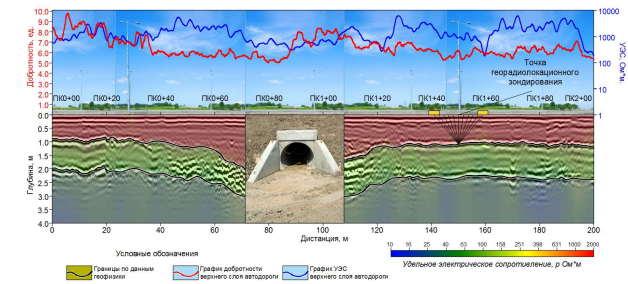 Добротность, ед.
10.0
9.0
8.0
7.0
6.0
5.0
4.0
3.0
2.0
1.0
10000
1000
100
10
1
УЭС, Ом*м
Точка
георадиолокационного
зондирования
ПК0+00
ПК0+20
ПК0+40
ПК0+60
ПК0+80
ПК1+00
ПК1+20
ПК1+40
ПК1+60
ПК1+80
ПК2+00
Глубина, м
0.0
0.5
1.0
1.5
2.0
2.5
3.0
3.5
4.0
0 20 40 60 80 100 120 140 160 180 200
Дистанция, м
Условные обозначения
Границы по данным
геофизики
График добротности
верхнего слоя автодороги
График УЭС
верхнего слоя автодороги
10 16 25 40 63 100 158 251 398 631 1000 2000
Удельное электрическое сопротивление, р Ом*м